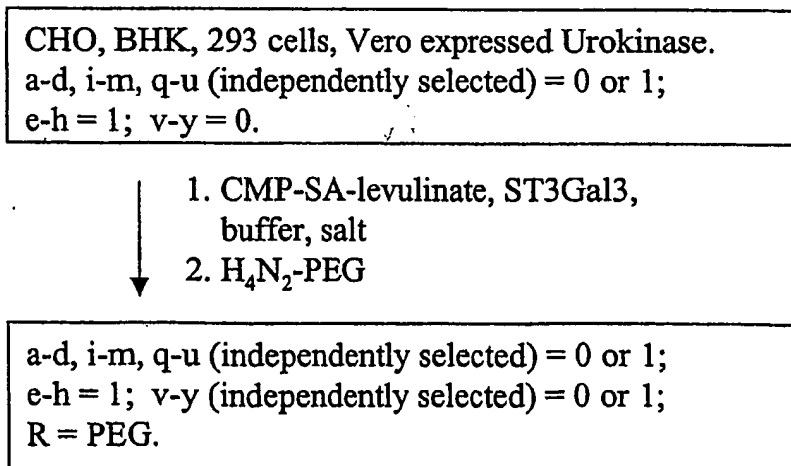 CHO, BHK, 293 cells, Vero expressed Urokinase.
a-d, i-m, q-u (independently selected) = 0 or 1;
e-h = 1; v-y = 0.
1. CMP-SA-levulinate, ST3Gal3,
buffer, salt
2. H₄N₂-PEG
a-d, i-m, q-u (independently selected) = 0 or 1;
e-h = 1; v-y (independently selected) = 0 or 1;
R = PEG.